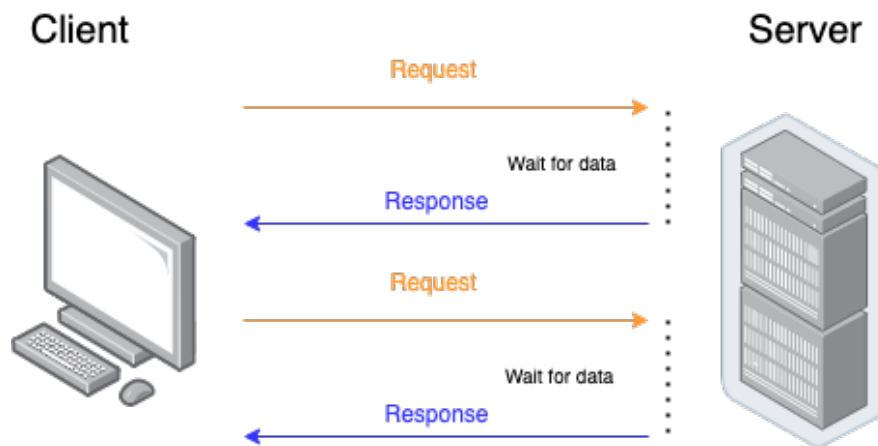 Client
Server
Request
Wait for data
Response
Request
Wait for data
Response